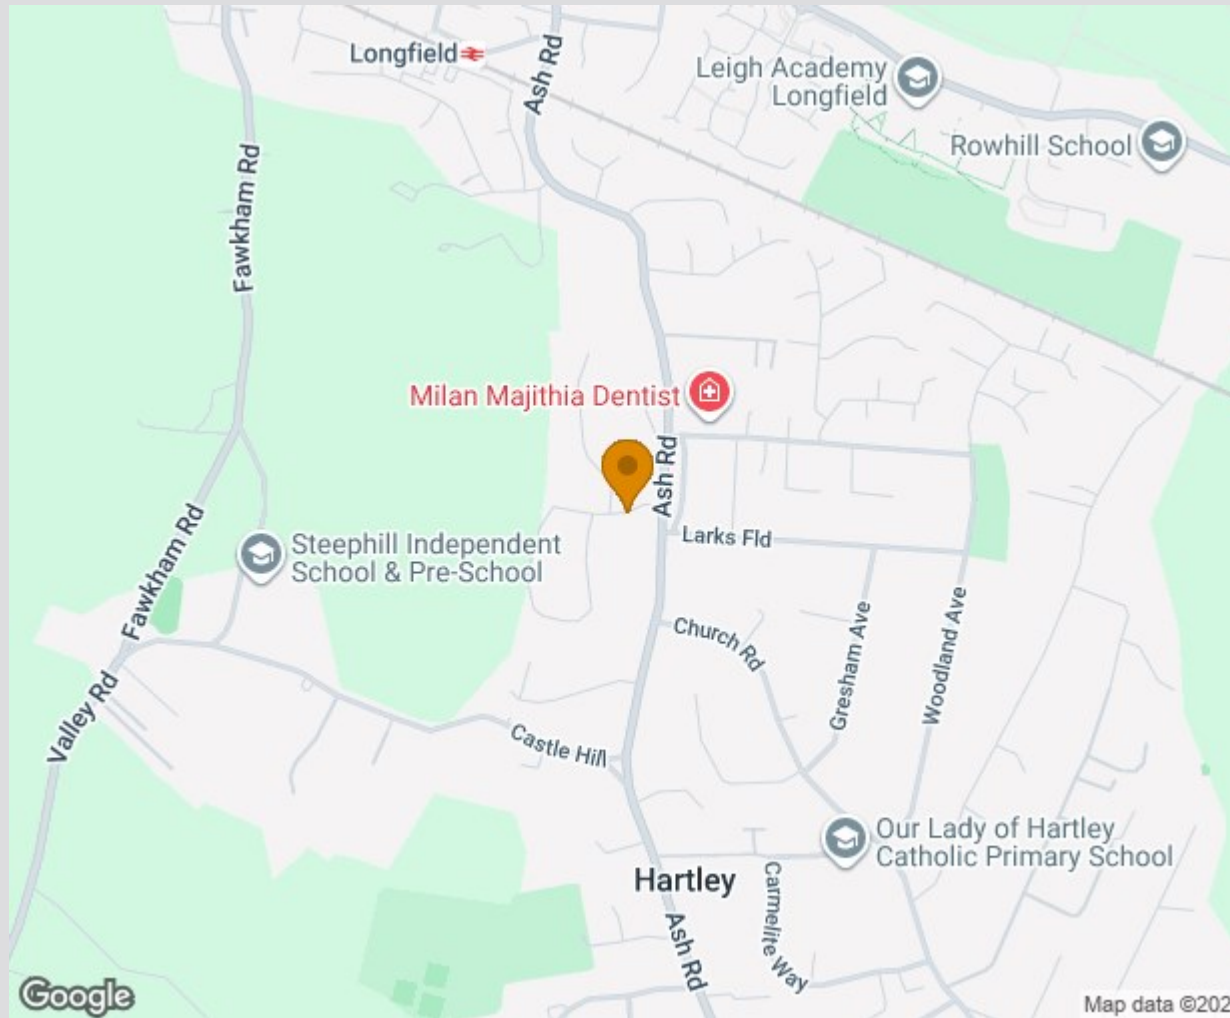 Longfield
Ash Rd
Leigh Academy
Longfield
Rowhill School
Fawkham Rd
Milan Majithia Dentist
Ash Rd
Larks Fld
Steephill Independent
School & Pre-School
Fawkham Rd
Church Rd
Gresham Ave
Woodland Ave
Valley Rd
Castle Hill
Our Lady of Hartley
Catholic Primary School
Hartley
Carmelite Way
Ash Rd
Google
Map data ©202